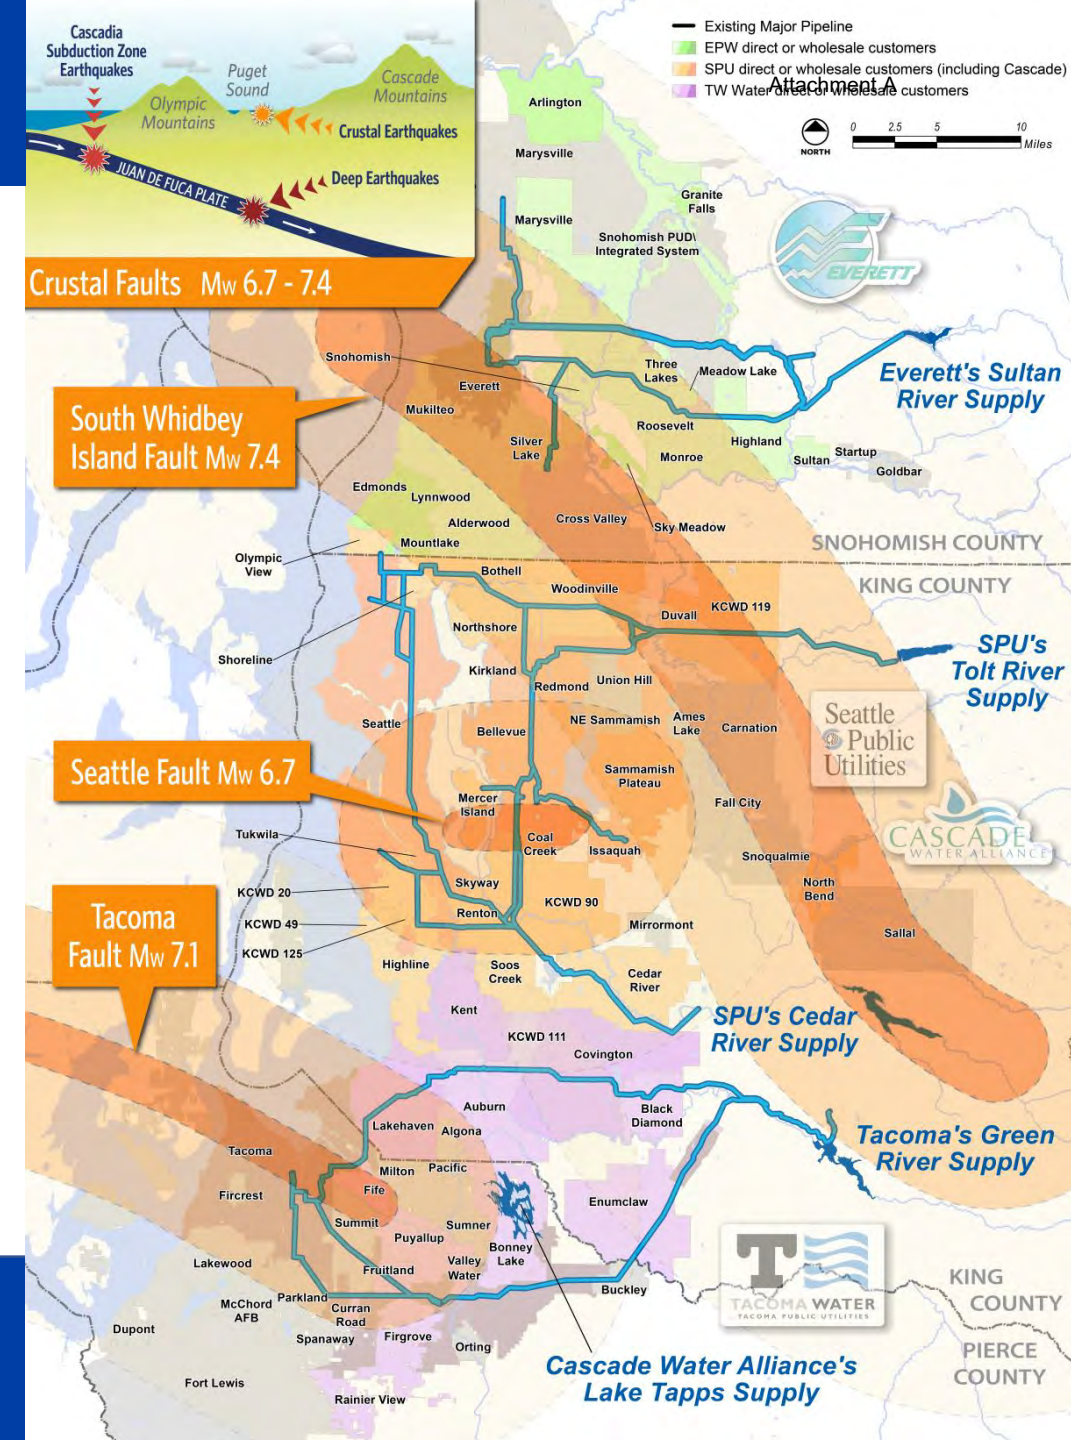 Cascadia
Subduction Zone
Earthquakes
Olympic
Mountains
Puget
Sound
Cascade
Mountains
Crustal Earthquakes
Deep Earthquakes
JUAN DE FUCA PLATE
Crustal Faults Mw 6.7 - 7.4
Existing Major Pipeline
EPW direct or wholesale customers
SPU direct or wholesale customers (including Cascade)
TW Water direct or wholesale customers
Attachment A
NORTH
0 2.5 5 10
Miles
Arlington
Marysville
Marysville
Granite
Falls
Snohomish PUD\
Integrated System
EVERETT
Snohomish
Everett
Mukilteo
Three
Lakes
Meadow Lake
Everett's Sultan
River Supply
South Whidbey
Island Fault Mw 7.4
Silver
Lake
Roosevelt
Monroe
Highland
Sultan
Startup
Goldbar
Edmonds
Lynnwood
Alderwood
Mountlake
Cross Valley
Sky Meadow
Olympic
View
SNOHOMISH COUNTY
KING COUNTY
Bothell
Woodinville
Duvall
KCWD 119
Northshore
Shoreline
Kirkland
Redmond
Union Hill
SPU's
Tolt River
Supply
Seattle
Bellevue
NE Sammamish
Ames
Lake
Carnation
Seattle
Public
Utilities
Seattle Fault Mw 6.7
Sammamish
Plateau
Mercer
Island
Fall City
Coal
Creek
Issaquah
Tukwila
Snoqualmie
CASCADE
WATER ALLIANCE
KCWD 20
Skyway
North
Bend
KCWD 90
Renton
KCWD 49
Mirrormont
Sallal
KCWD 125
Tacoma
Fault Mw 7.1
Highline
Soos
Creek
Cedar
River
Kent
SPU's Cedar
River Supply
KCWD 111
Covington
Auburn
Black
Diamond
Lakehaven
Algona
Tacoma's Green
River Supply
Tacoma
Milton
Pacific
Fife
Fircrest
Enumclaw
Summit
Sumner
Puyallup
Bonney
Lake
Lakewood
Fruitland
Valley
Water
T
TACOMA WATER
TACOMA PUBLIC UTILITIES
KING
COUNTY
Buckley
McChord
AFB
Parkland
Curran
Road
Dupont
Spanaway
Firgrove
Orting
PIERCE
COUNTY
Cascade Water Alliance's
Lake Tapps Supply
Fort Lewis
Rainier View